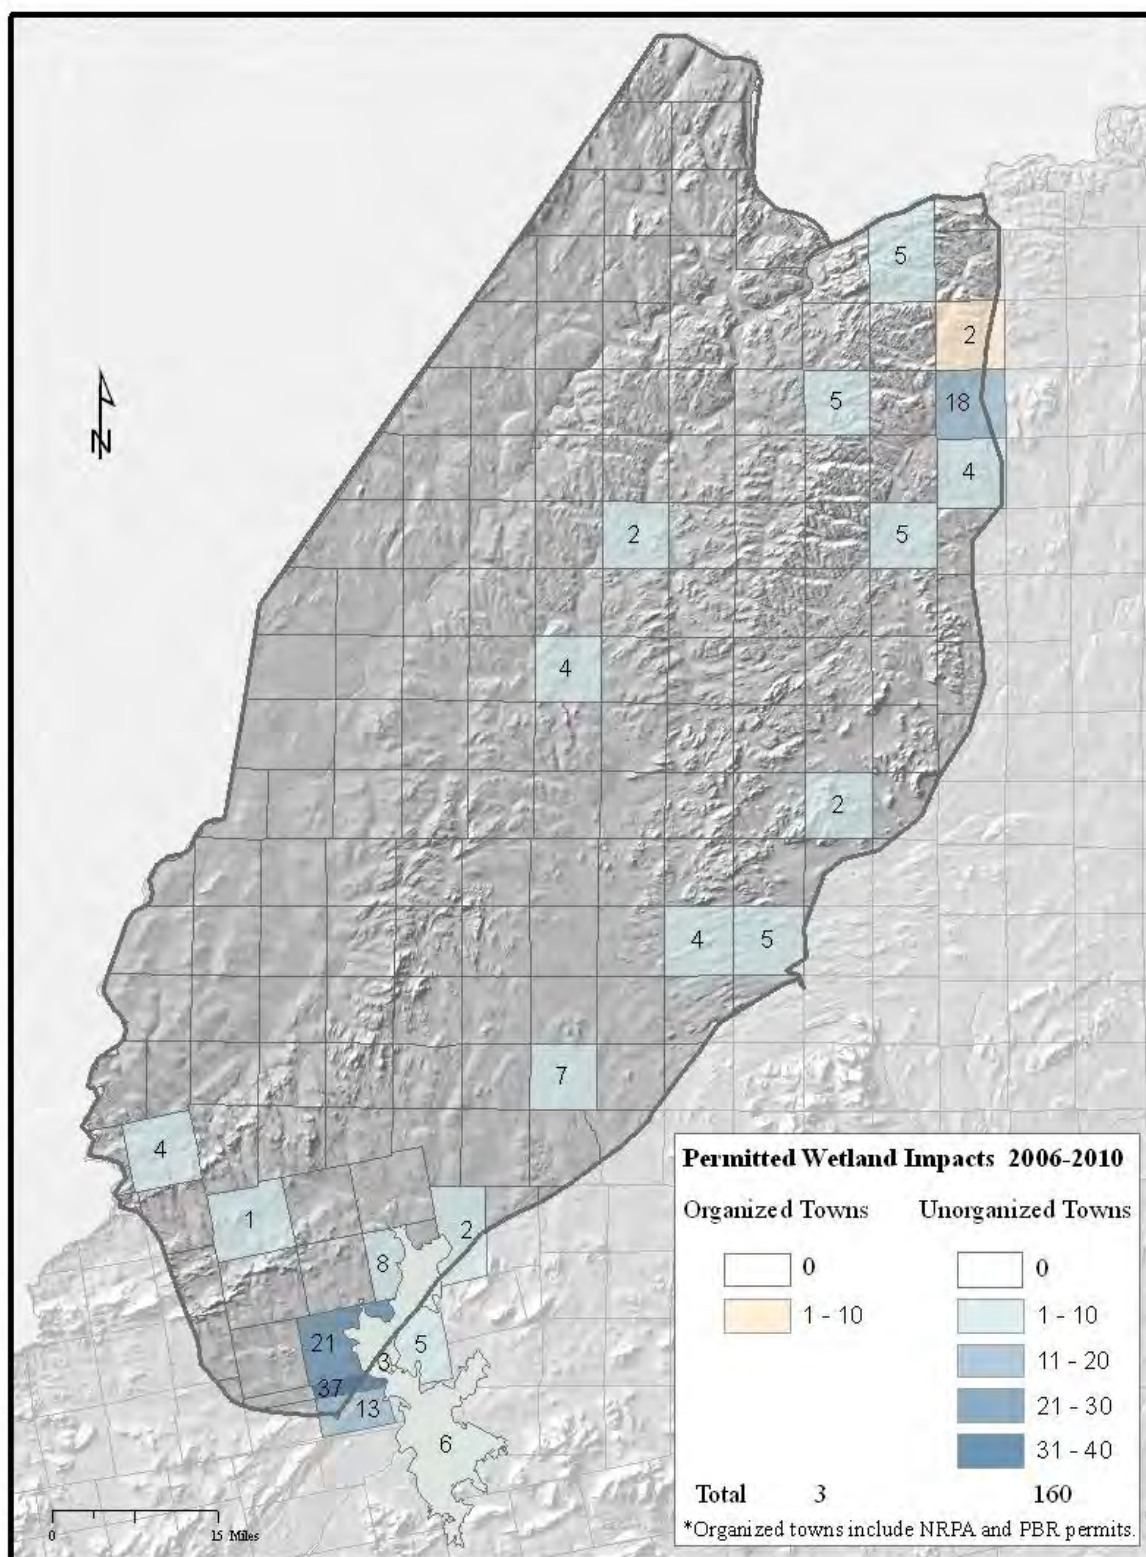 5
2
5
18
4
2
5
4
2
4 5
7
4
1
2
8
21
5
3
37
13
6
N
0 15 Miles
Permitted Wetland Impacts 2006-2010
Organized Towns Unorganized Towns
0 0
1 - 10 1 - 10
11 - 20
21 - 30
31 - 40
Total 3 160
*Organized towns include NRPA and PBR permits.